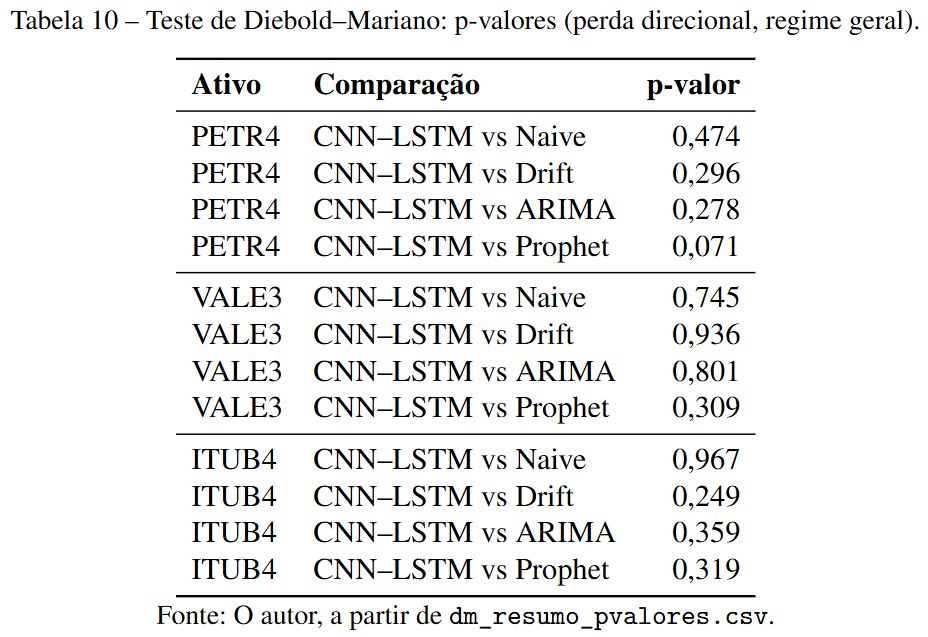 Tabela 10 – Teste de Diebold–Mariano: p-valores (perda direcional, regime geral).
Ativo Comparação p-valor
PETR4 CNN–LSTM vs Naive 0,474
PETR4 CNN–LSTM vs Drift 0,296
PETR4 CNN–LSTM vs ARIMA 0,278
PETR4 CNN–LSTM vs Prophet 0,071
VALE3 CNN–LSTM vs Naive 0,745
VALE3 CNN–LSTM vs Drift 0,936
VALE3 CNN–LSTM vs ARIMA 0,801
VALE3 CNN–LSTM vs Prophet 0,309
ITUB4 CNN–LSTM vs Naive 0,967
ITUB4 CNN–LSTM vs Drift 0,249
ITUB4 CNN–LSTM vs ARIMA 0,359
ITUB4 CNN–LSTM vs Prophet 0,319
Fonte: O autor, a partir de dm_resumo_pvalores.csv.